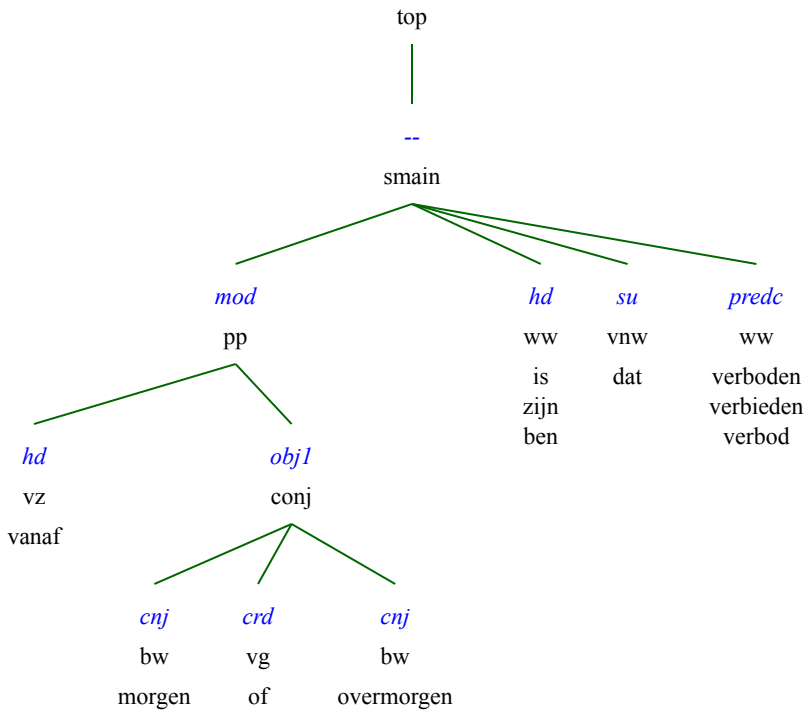 top
--
smain
mod hd su predc
pp ww vnw ww
is dat verboden
zijn verbieden
ben verbod
hd obj1
vz conj
vanaf
cnj crd cnj
bw vg bw
morgen of overmorgen